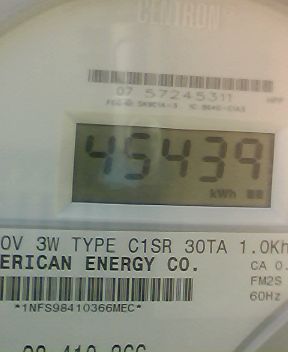 CENTRON
07 57245311
45439
kWh
0V 3W TYPE C1SR 30TA 1.0Kh
ERICAN ENERGY CO.
CA 0.
FM2S
60Hz
*1NFS98410366MEC*